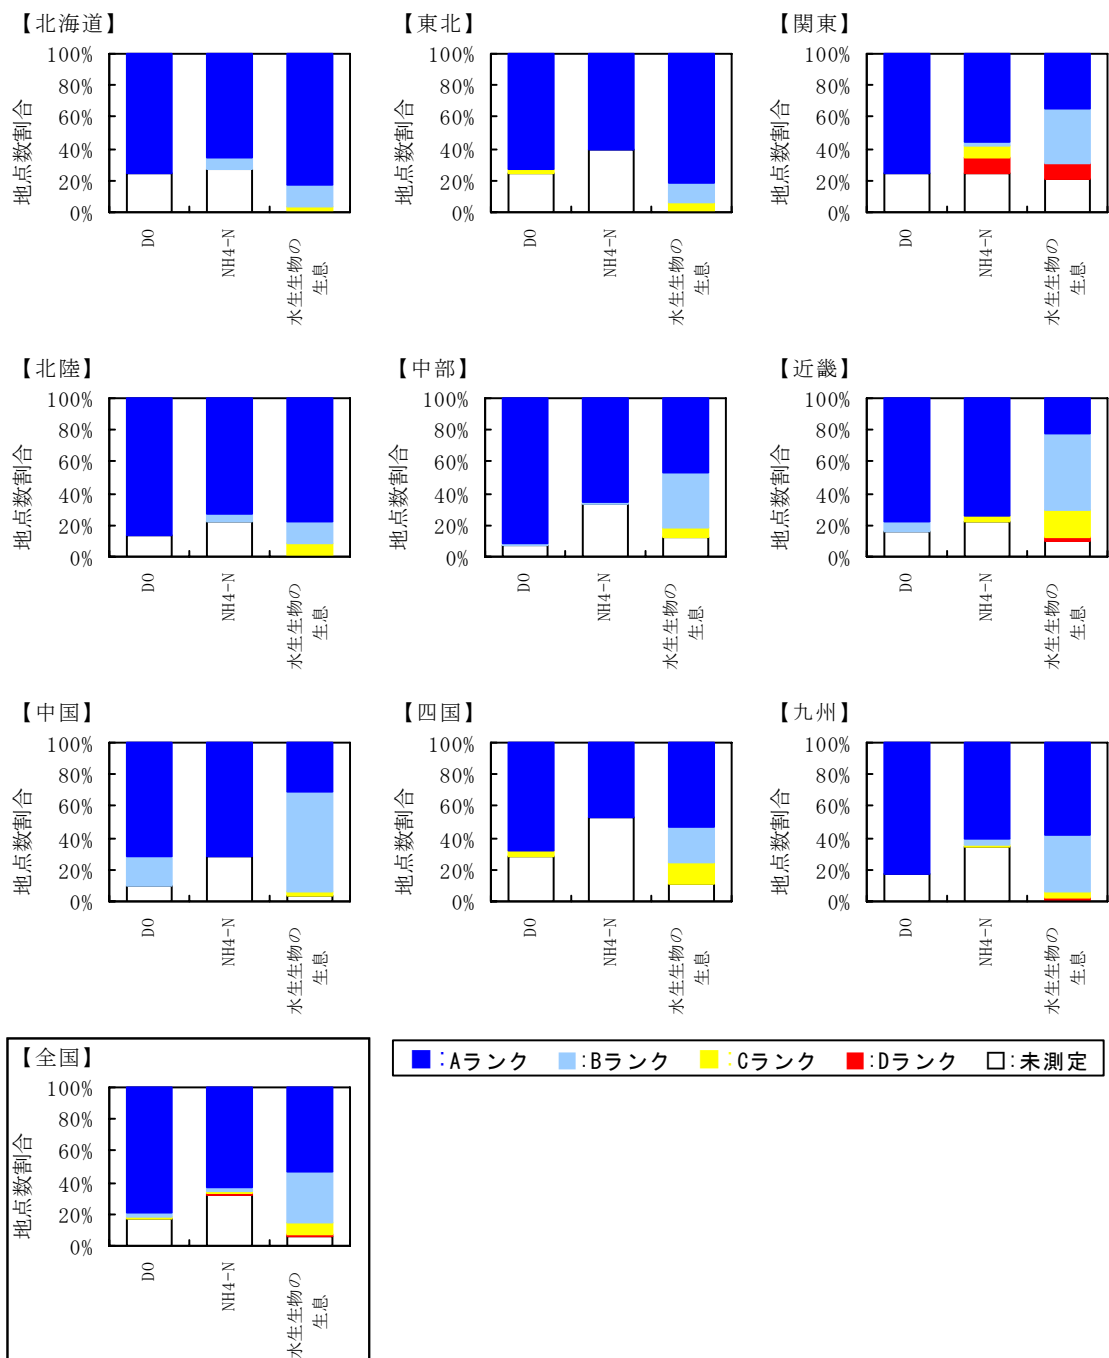 【北海道】
地点数割合
100%
80%
60%
40%
20%
0%
DO
NH4-N
水生生物の
生息
【東北】
地点数割合
100%
80%
60%
40%
20%
0%
DO
NH4-N
水生生物の
生息
【関東】
地点数割合
100%
80%
60%
40%
20%
0%
DO
NH4-N
水生生物の
生息
【北陸】
地点数割合
100%
80%
60%
40%
20%
0%
DO
NH4-N
水生生物の
生息
【中部】
地点数割合
100%
80%
60%
40%
20%
0%
DO
NH4-N
水生生物の
生息
【近畿】
地点数割合
100%
80%
60%
40%
20%
0%
DO
NH4-N
水生生物の
生息
【中国】
地点数割合
100%
80%
60%
40%
20%
0%
DO
NH4-N
水生生物の
生息
【四国】
地点数割合
100%
80%
60%
40%
20%
0%
DO
NH4-N
水生生物の
生息
【九州】
地点数割合
100%
80%
60%
40%
20%
0%
DO
NH4-N
水生生物の
生息
【全国】
地点数割合
100%
80%
60%
40%
20%
0%
DO
NH4-N
水生生物の
生息
:Aランク :Bランク :Cランク :Dランク :未測定